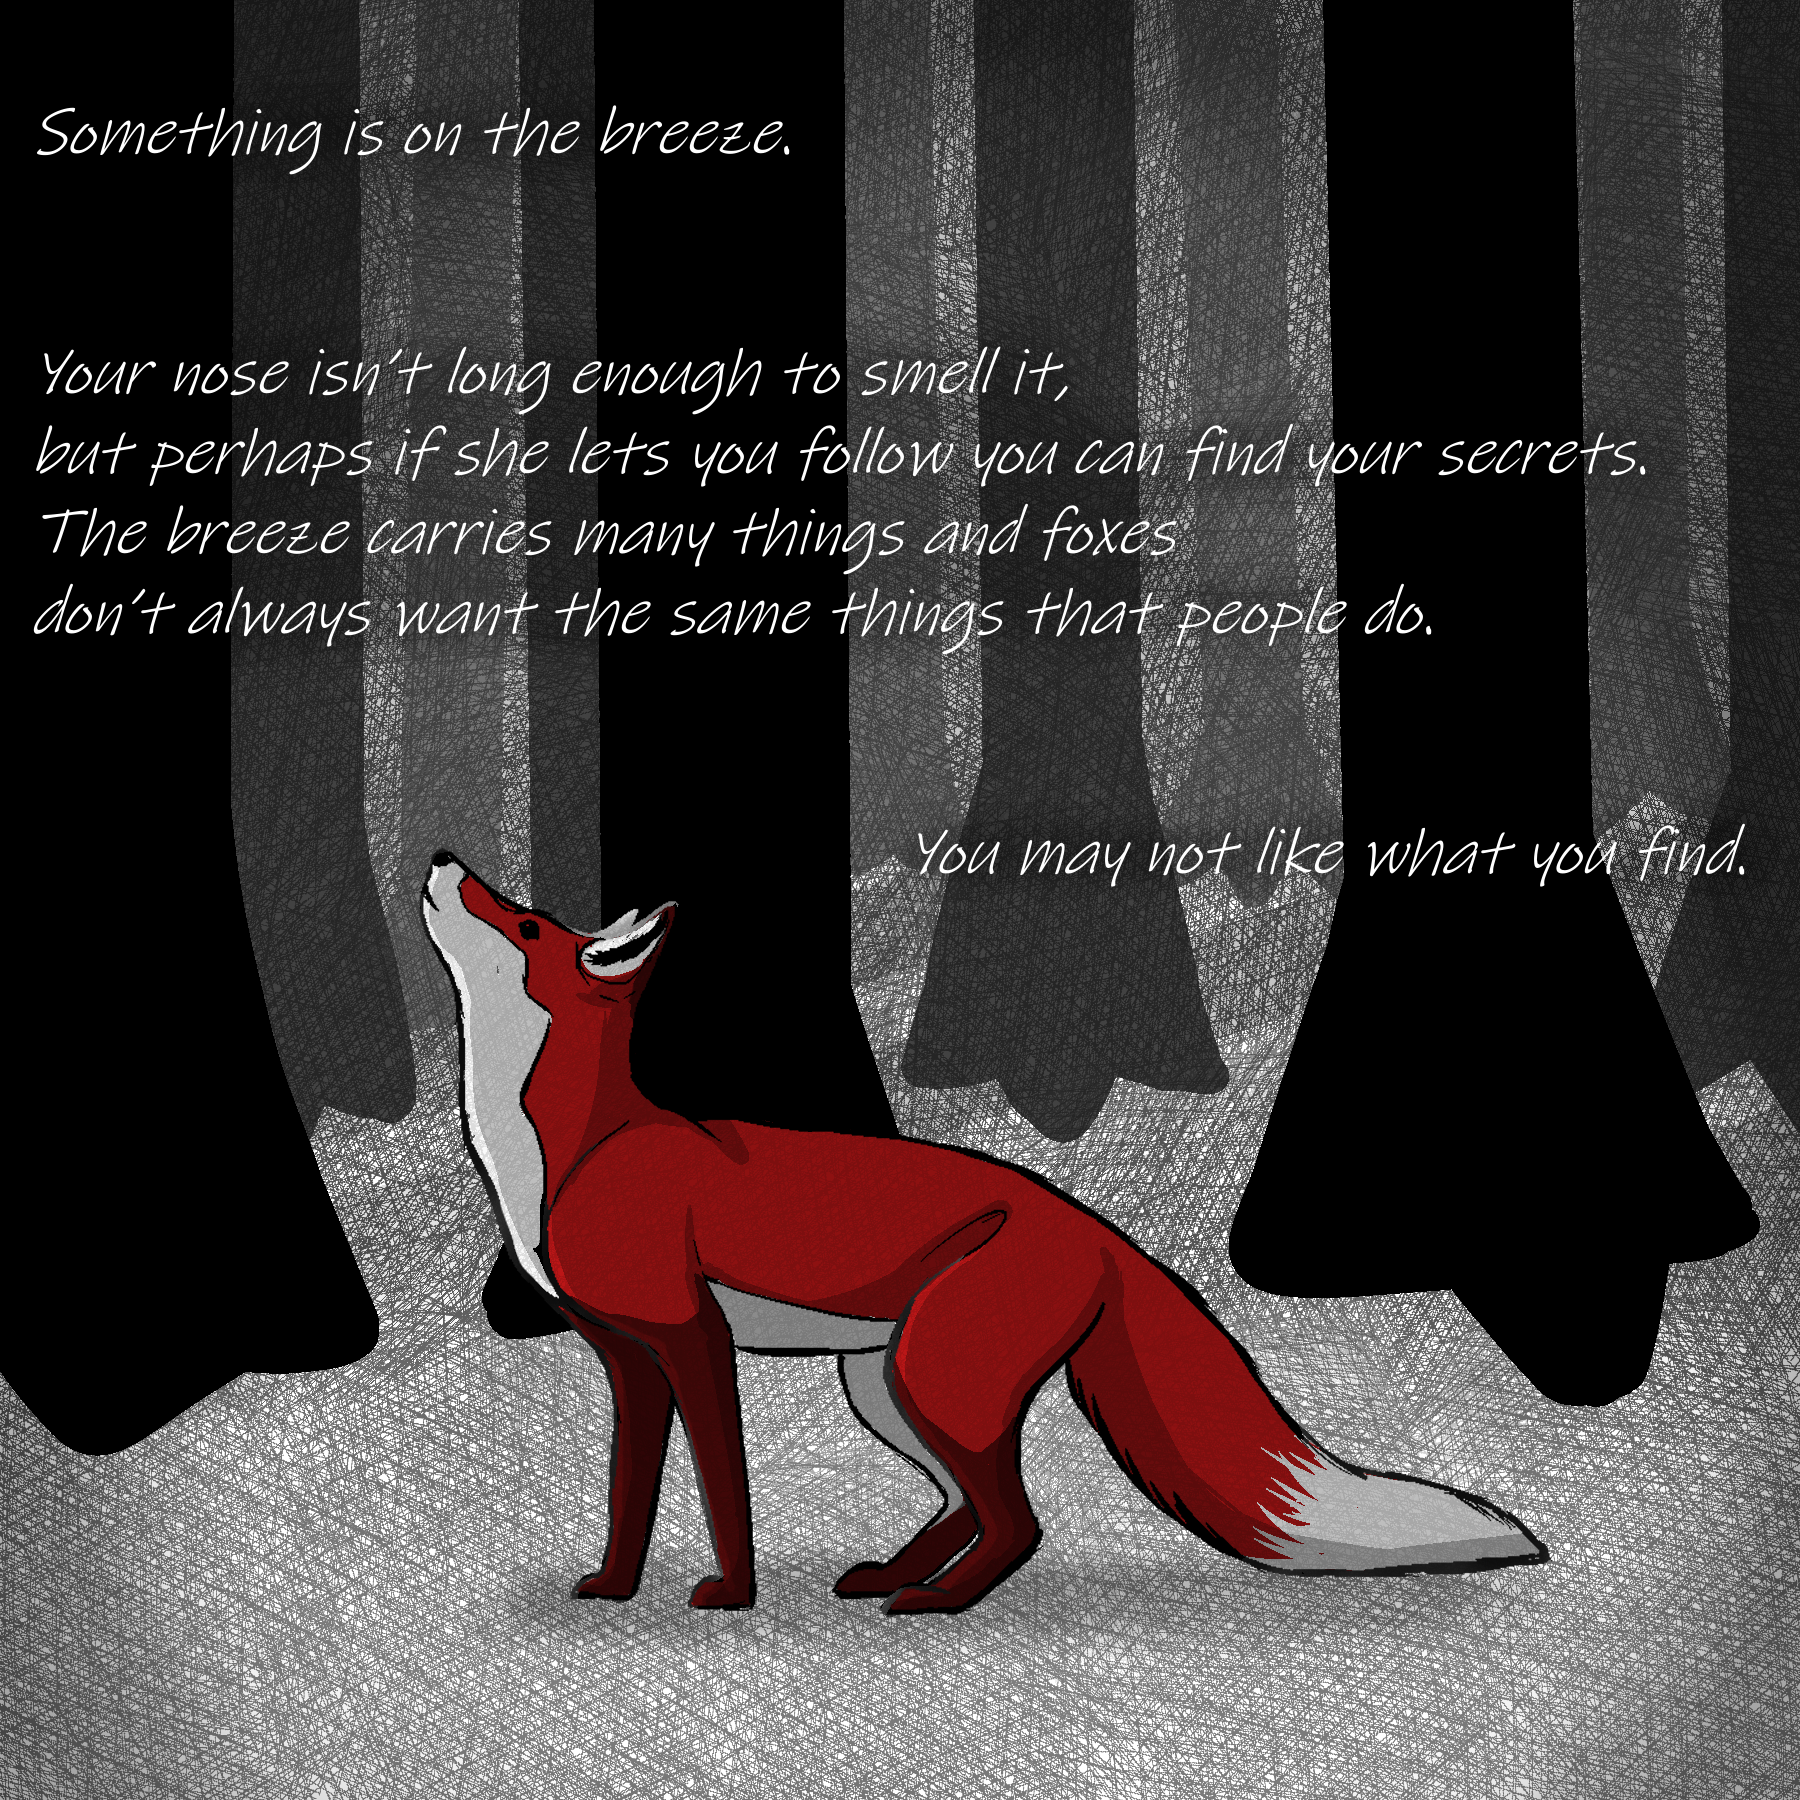 Something is on the breeze.
Your nose isn't long enough to smell it,
but perhaps if she lets you follow you can find your secrets.
The breeze carries many things and foxes
don't always want the same things that people do.
You may not like what you find.